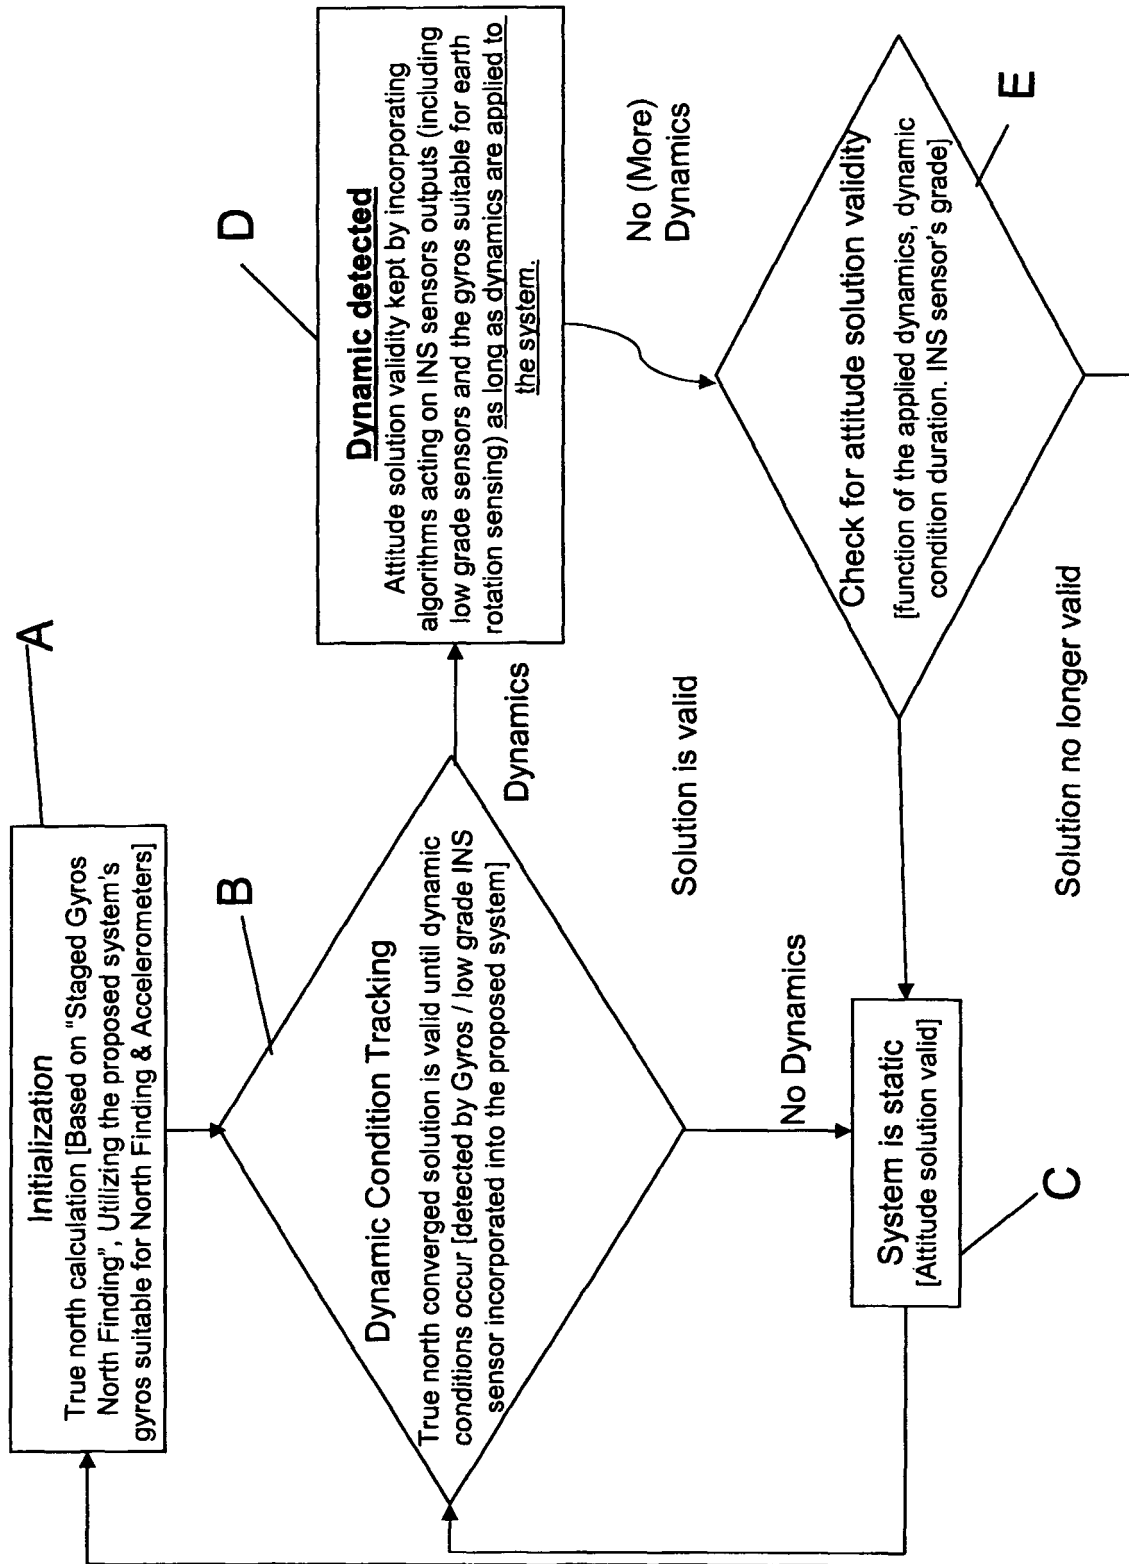 A
Initialization
True north calculation [Based on "Staged Gyros
North Finding", Utilizing the proposed system's
gyros suitable for North Finding & Accelerometers]
B
Dynamic Condition Tracking
True north converged solution is valid until dynamic
conditions occur [detected by Gyros / low grade INS
sensor incorporated into the proposed system]
Dynamics
D
Dynamic detected
Attitude solution validity kept by incorporating
algorithms acting on INS sensors outputs (including
low grade sensors and the gyros suitable for earth
rotation sensing) as long as dynamics are applied to
the system.
No (More)
Dynamics
No Dynamics
Solution is valid
System is static
[Attitude solution valid]
C
Check for attitude solution validity
[function of the applied dynamics, dynamic
condition duration. INS sensor's grade]
E
Solution no longer valid